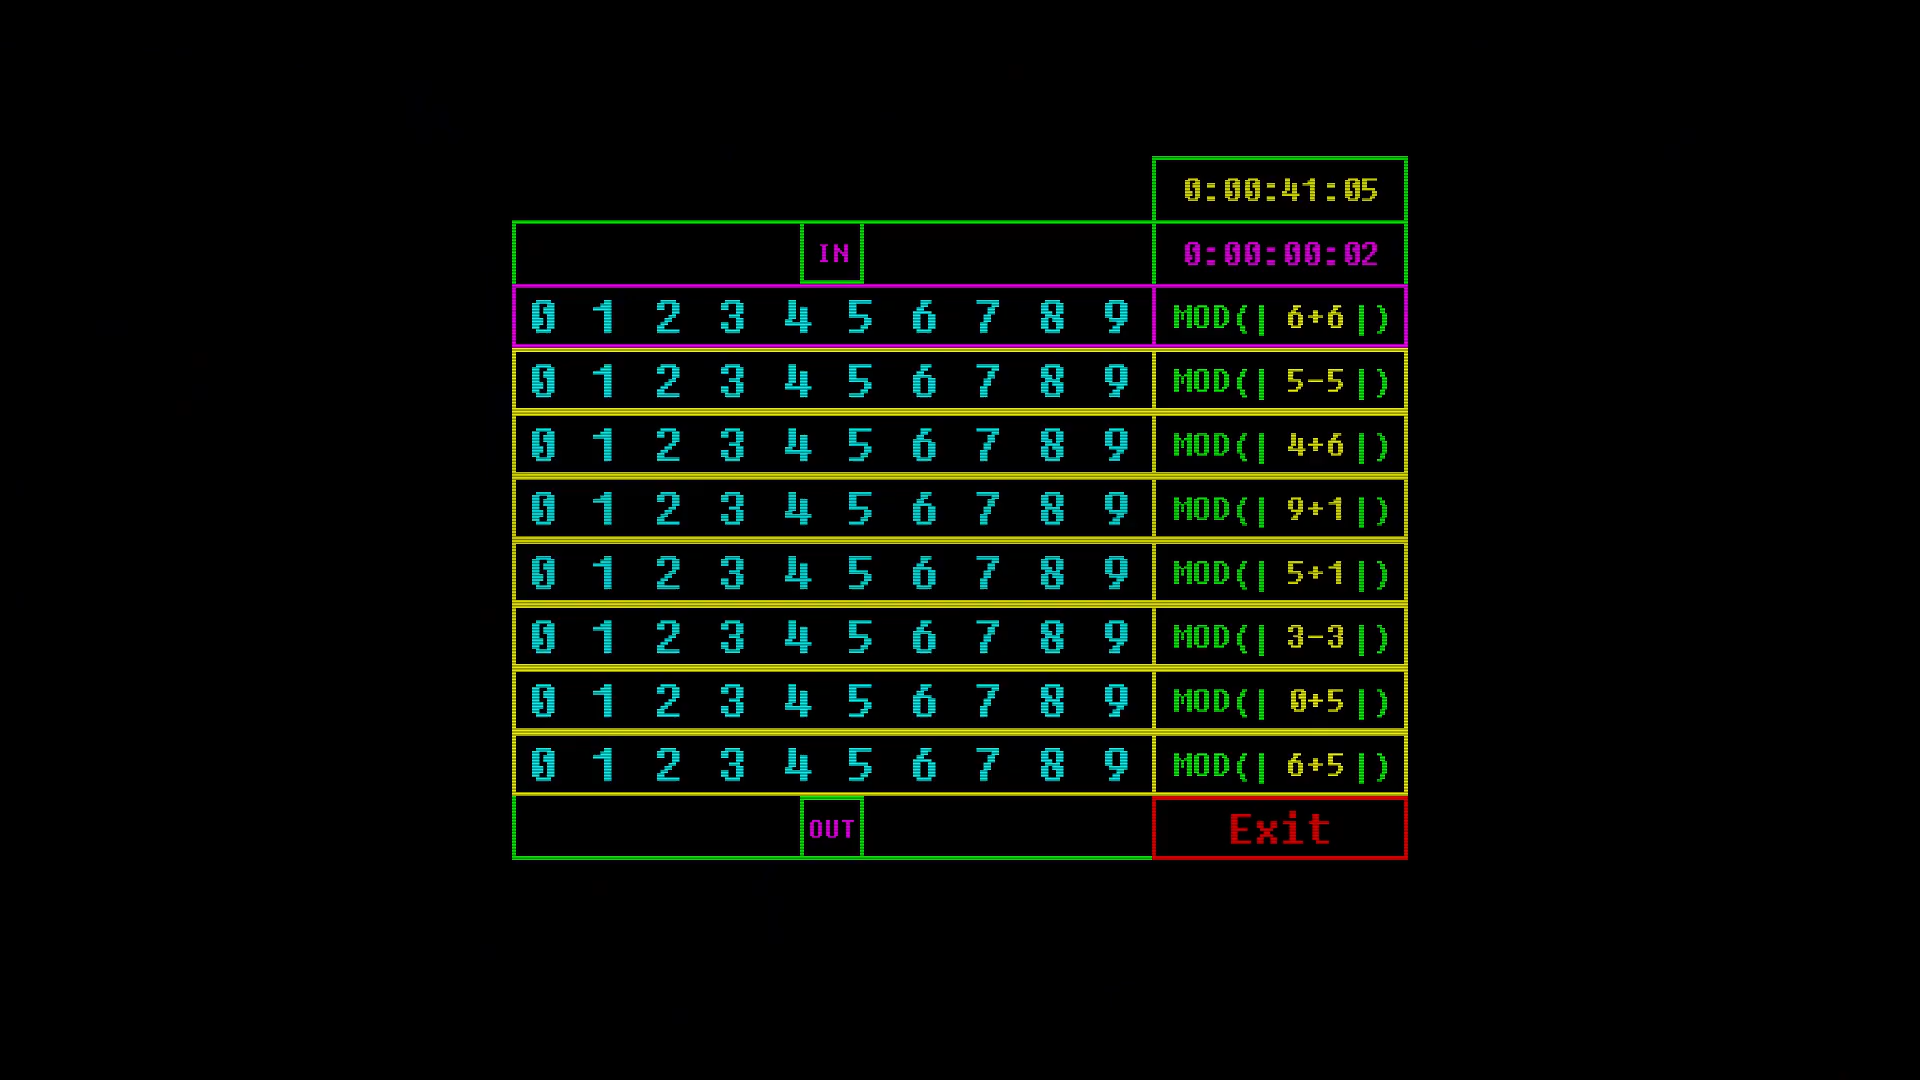 0:00:41:05
IN 0:00:00:02
0 1 2 3 4 5 6 7 8 9 MOD(| 6+6 |)
0 1 2 3 4 5 6 7 8 9 MOD(| 5-5 |)
0 1 2 3 4 5 6 7 8 9 MOD(| 4+6 |)
0 1 2 3 4 5 6 7 8 9 MOD(| 9+1 |)
0 1 2 3 4 5 6 7 8 9 MOD(| 5+1 |)
0 1 2 3 4 5 6 7 8 9 MOD(| 3-3 |)
0 1 2 3 4 5 6 7 8 9 MOD(| 0+5 |)
0 1 2 3 4 5 6 7 8 9 MOD(| 6+5 |)
OUT Exit